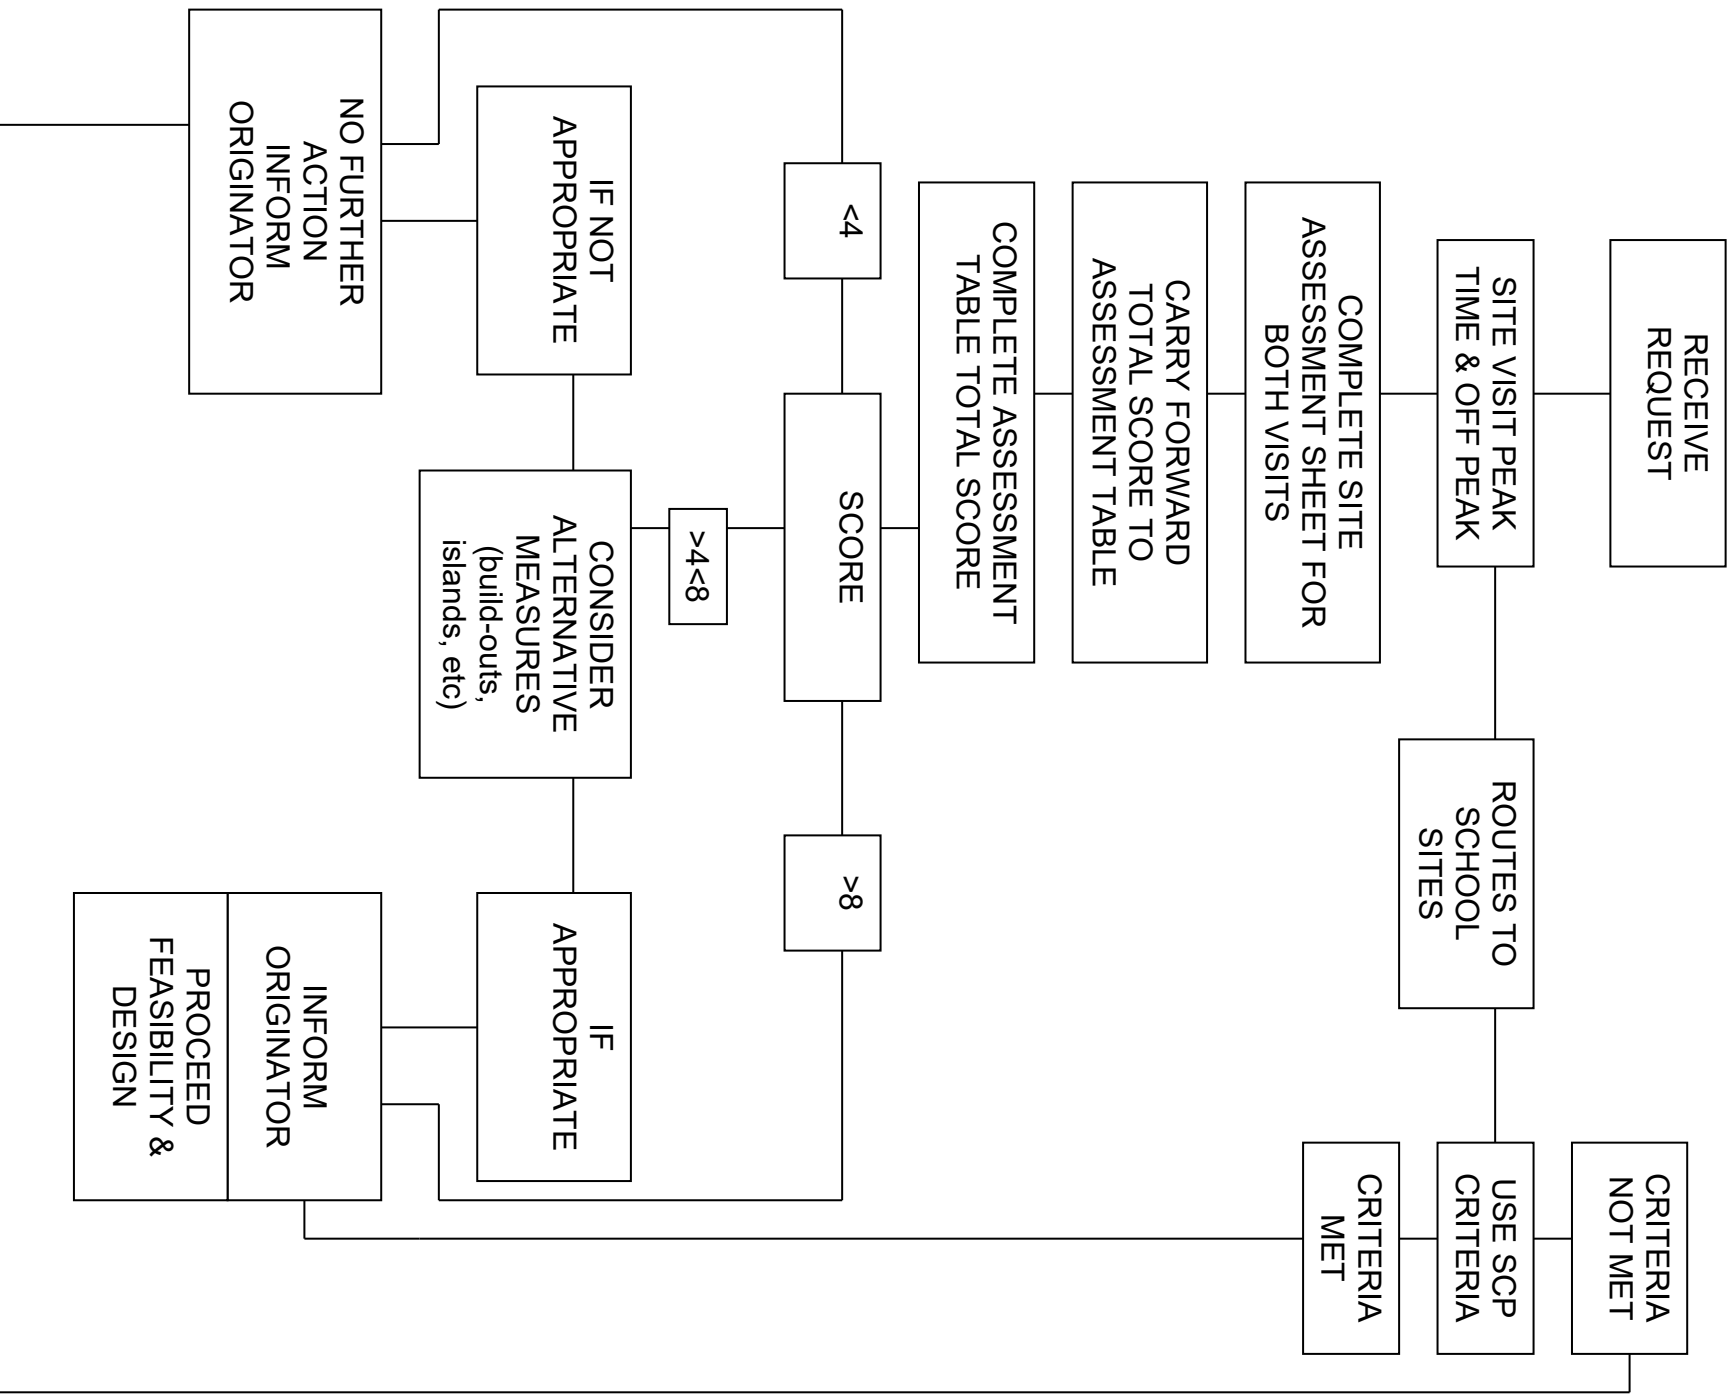 RECEIVE
REQUEST
SITE VISIT PEAK
TIME & OFF PEAK
ROUTES TO
SCHOOL
SITES
CRITERIA
NOT MET
USE SCP
CRITERIA
CRITERIA
MET
COMPLETE SITE
ASSESSMENT SHEET FOR
BOTH VISITS
CARRY FORWARD
TOTAL SCORE TO
ASSESSMENT TABLE
COMPLETE ASSESSMENT
TABLE TOTAL SCORE
<4
SCORE
>8
>4<8
IF NOT
APPROPRIATE
CONSIDER
ALTERNATIVE
MEASURES
(build-outs,
islands, etc)
IF
APPROPRIATE
NO FURTHER
ACTION
INFORM
ORIGINATOR
INFORM
ORIGINATOR
PROCEED
FEASIBILITY &
DESIGN